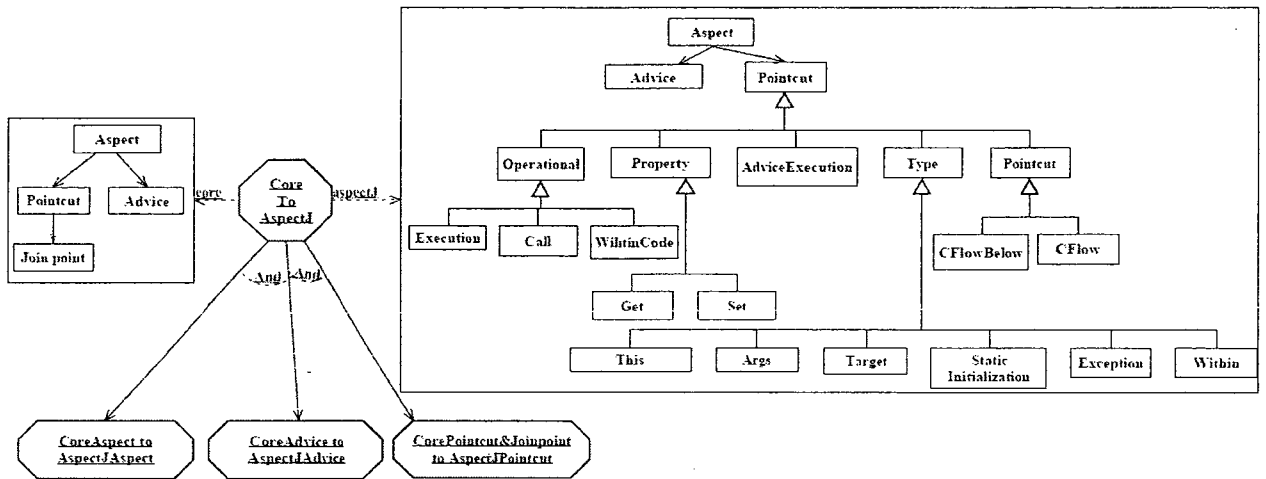 Aspect
Advice
Pointcut
Operational
Property
AdviceExecution
Type
Pointcut
Execution
Call
WihtinCode
CFlowBelow
CFlow
Get
Set
This
Args
Target
Static
Initialization
Exception
Within
Aspect
Pointcut
Advice
Join point
core
Core
To
AspectJ
aspectJ
And
And
CoreAspect to
AspectJAspect
CoreAdvice to
AspectJAdvice
CorePointcut&Joinpoint
to AspectJPointcut